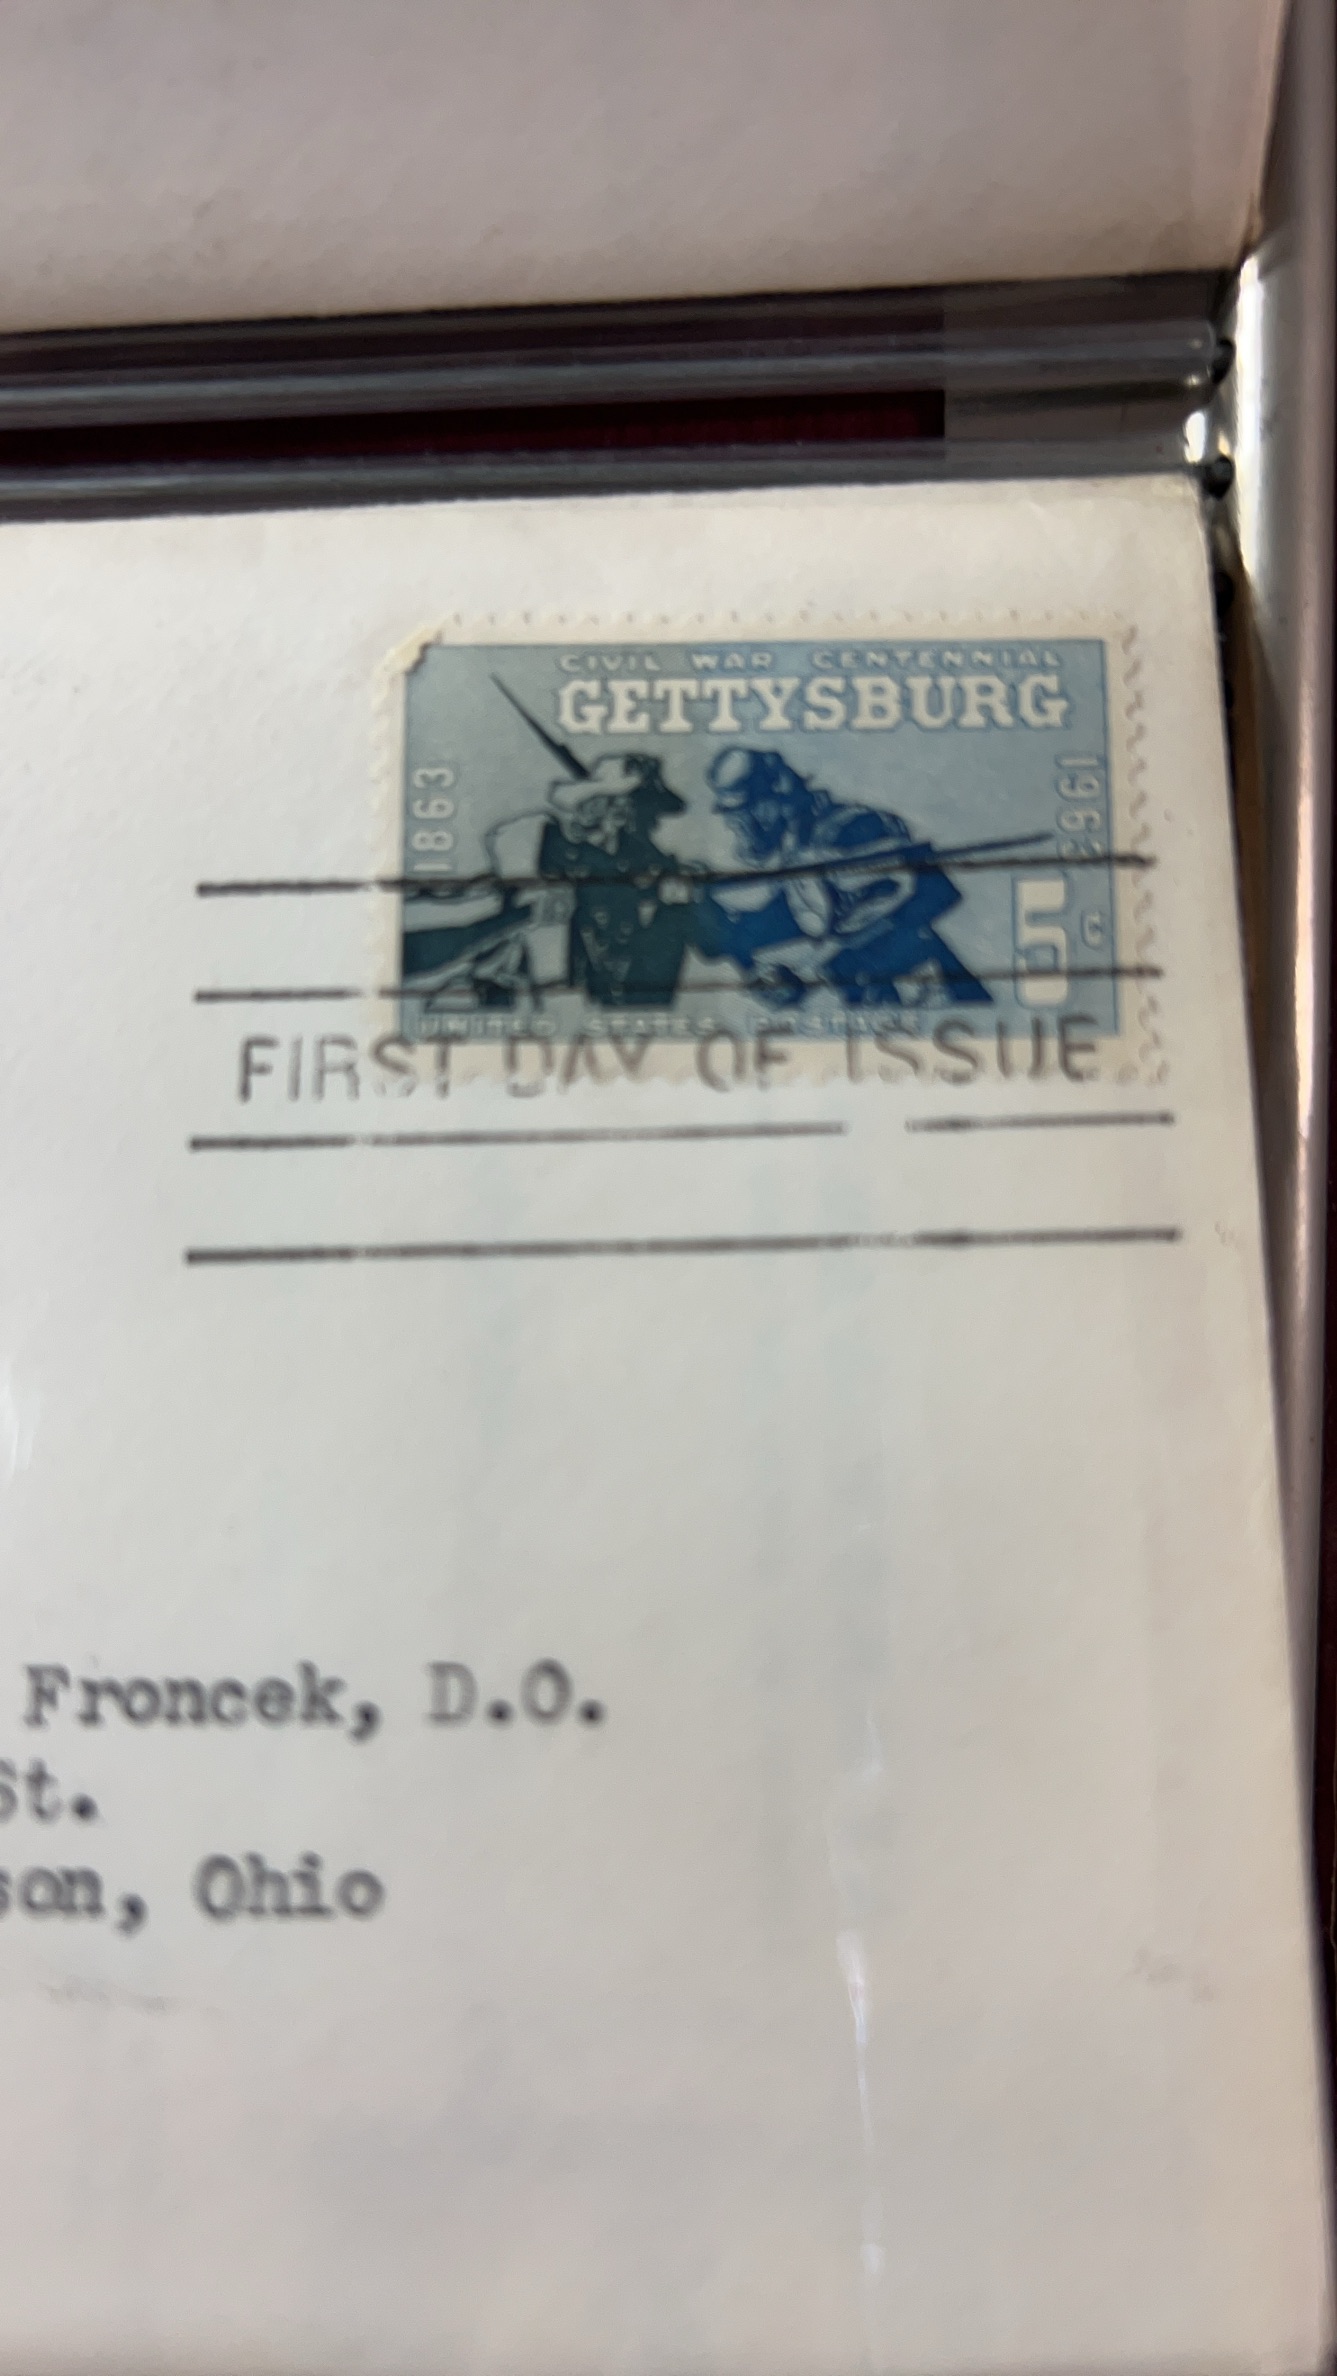 CIVIL WAR CENTENNIAL
GETTYSBURG
1863
1963
5
C
UNITED STATES POSTAGE
FIRST DAY OF ISSUE
Froncek, D.O.
St.
son, Ohio